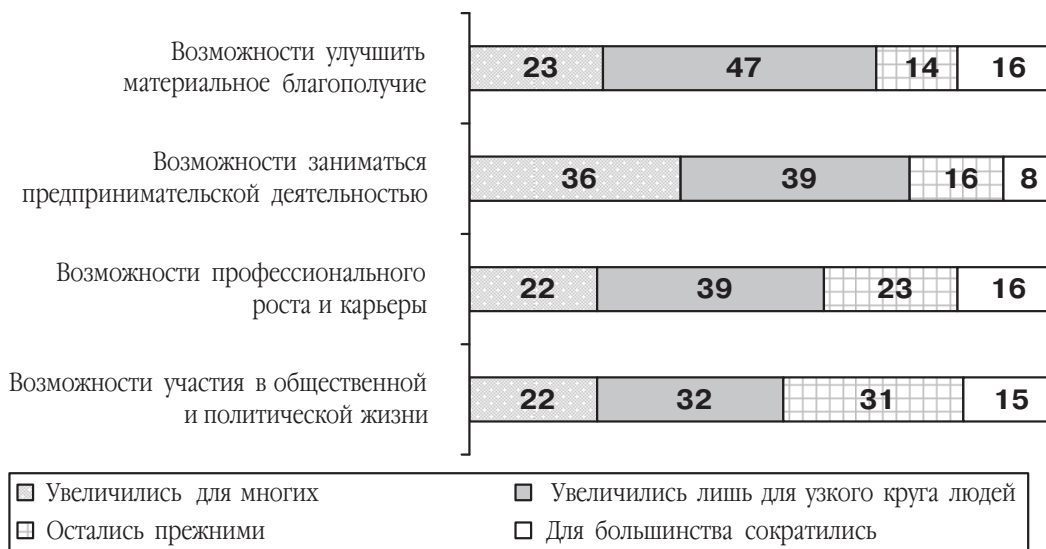 Возможности улучшить
материальное благополучие
23 47 14 16
Возможности заниматься
предпринимательской деятельностью
36 39 16 8
Возможности профессионального
роста и карьеры
22 39 23 16
Возможности участия в общественной
и политической жизни
22 32 31 15
Увеличились для многих
Увеличились лишь для узкого круга людей
Остались прежними
Для большинства сократились